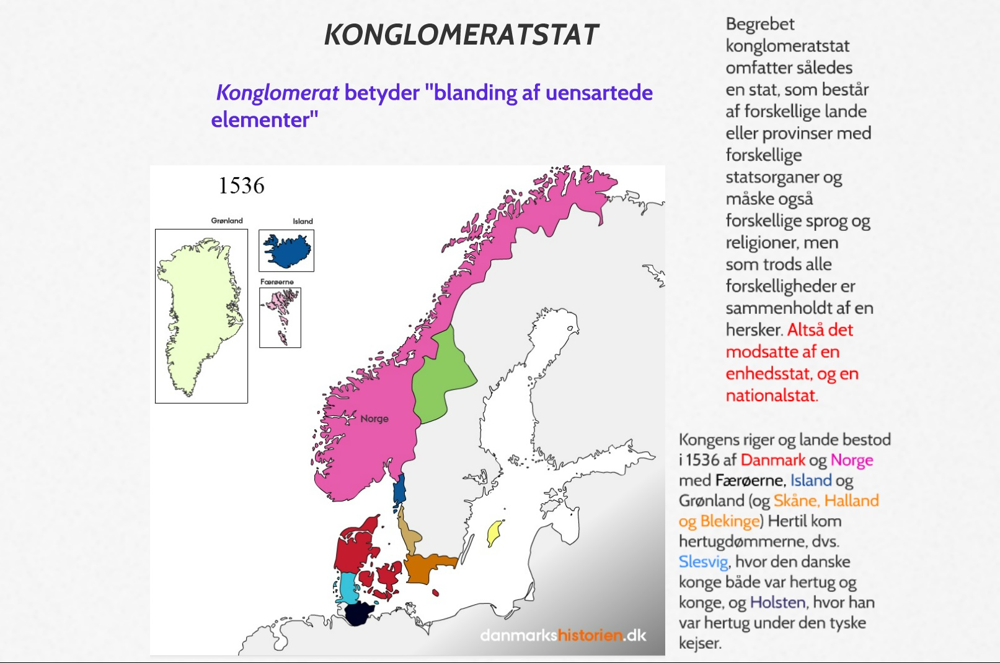 KONGLOMERATSTAT
Konglomerat betyder "blanding af uensartede
elementer"
1536
Grønland
Island
Færøerne
Norge
danmarkshistorien.dk
Begrebet
konglomeratstat
omfatter således
en stat, som består
af forskellige lande
eller provinser med
forskellige
statsorganer og
måske også
forskellige sprog og
religioner, men
som trods alle
forskelligheder er
sammenholdt af en
hersker. Altså det
modsatte af en
enhedsstat, og en
nationalstat.
Kongens riger og lande bestod
i 1536 af Danmark og Norge
med Færøerne, Island og
Grønland (og Skåne, Halland
og Blekinge) Hertil kom
hertugdømmerne, dvs.
Slesvig, hvor den danske
konge både var hertug og
konge, og Holsten, hvor han
var hertug under den tyske
kejser.